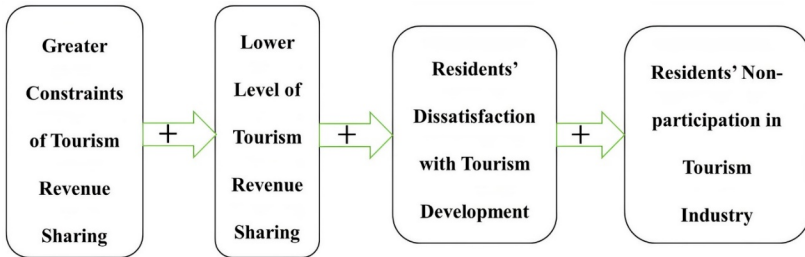 Greater
Constraints
of Tourism
Revenue
Sharing
+
Lower
Level of
Tourism
Revenue
Sharing
+
Residents’
Dissatisfaction
with Tourism
Development
+
Residents’ Non-
participation in
Tourism
Industry